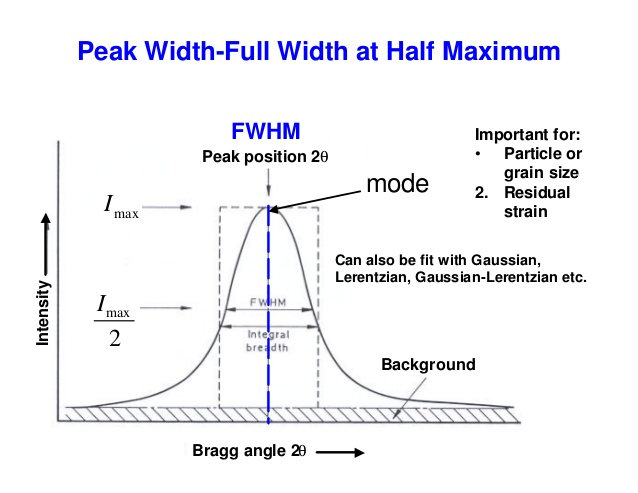 Peak Width-Full Width at Half Maximum
FWHM
Peak position 2θ
Important for:
• Particle or
grain size
2. Residual
strain
mode
I max
Can also be fit with Gaussian,
Lerentzian, Gaussian-Lerentzian etc.
Intensity
I max
2
FWHM
Integral
breadth
Background
Bragg angle 2θ